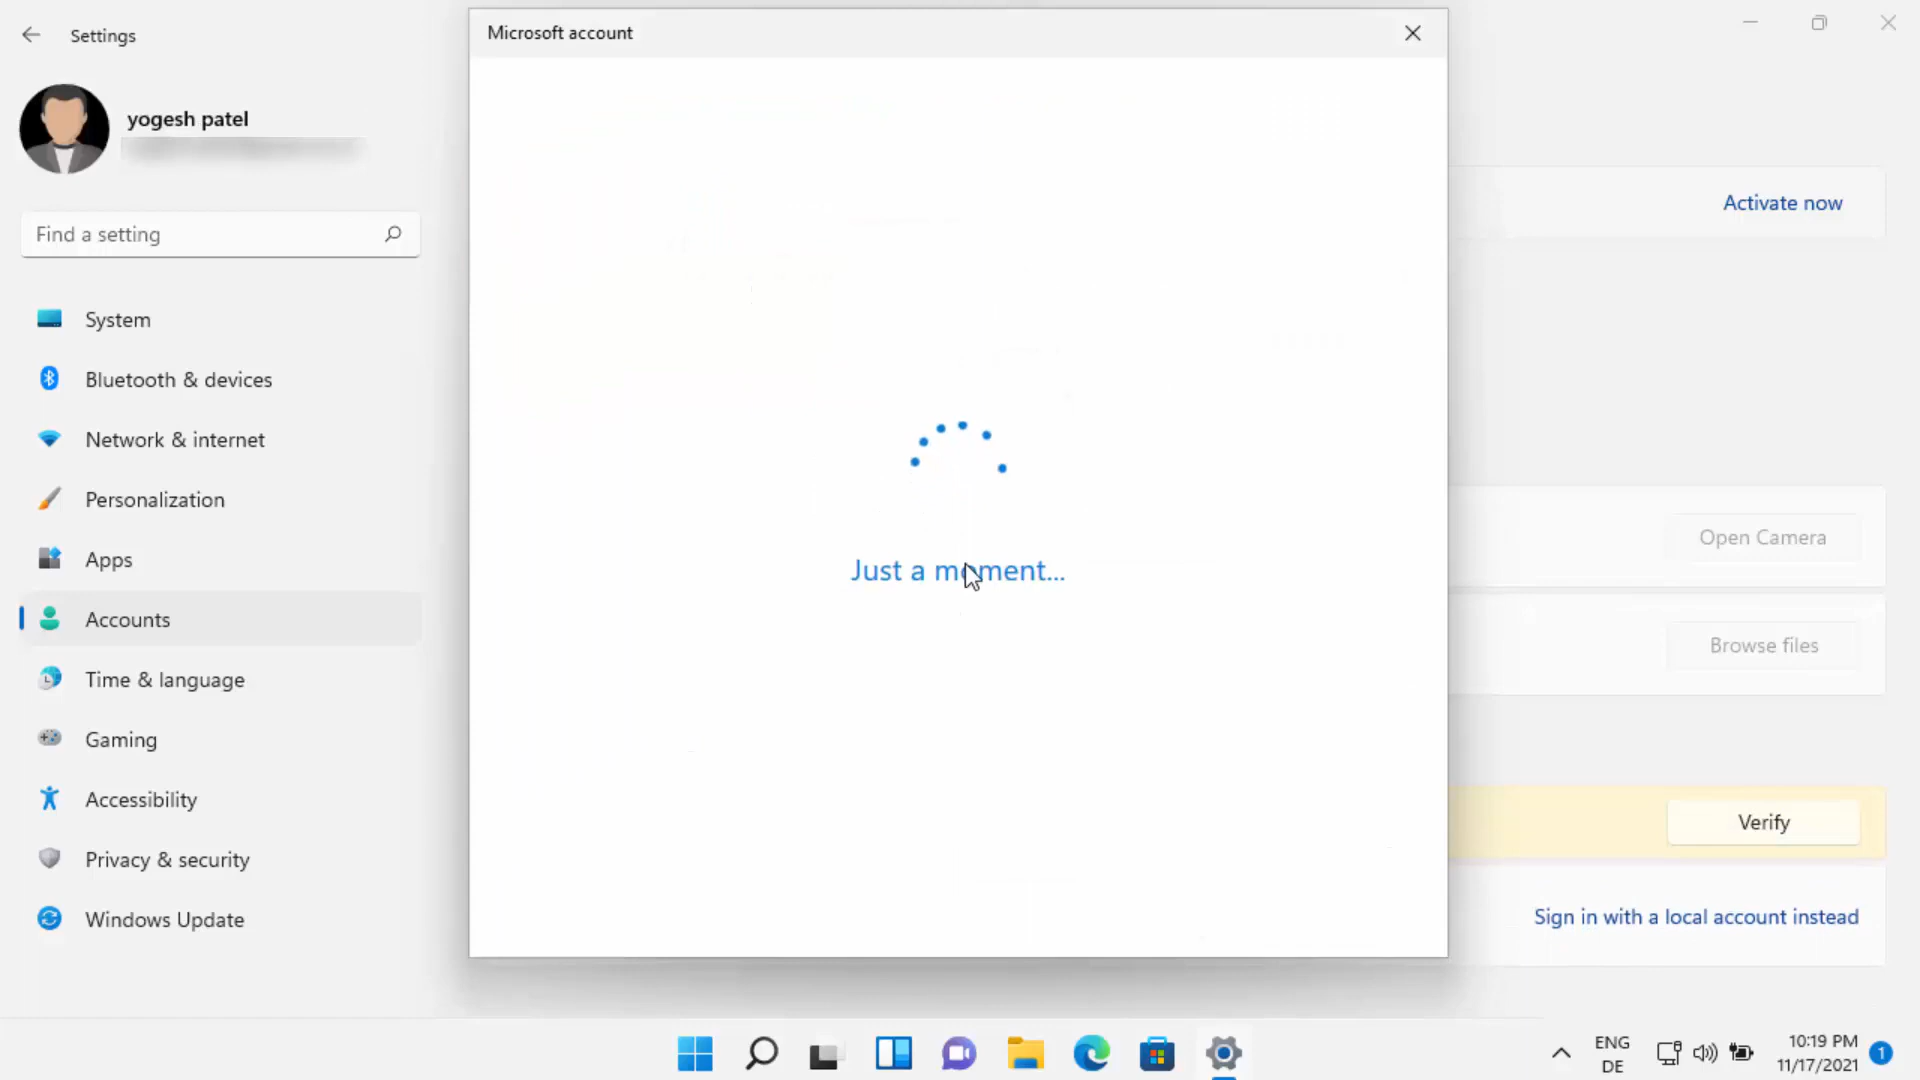 Settings
yogesh patel
Find a setting
System
Bluetooth & devices
Network & internet
Personalization
Apps
Accounts
Time & language
Gaming
Accessibility
Privacy & security
Windows Update
Microsoft account
Just a moment...
Activate now
Open Camera
Browse files
Verify
Sign in with a local account instead
ENG
DE
10:19 PM
11/17/2021
1